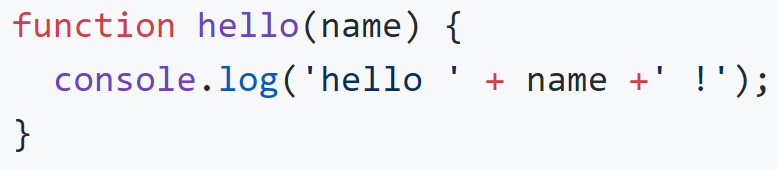 function hello(name) {
  console.log('hello ' + name +' !');
}